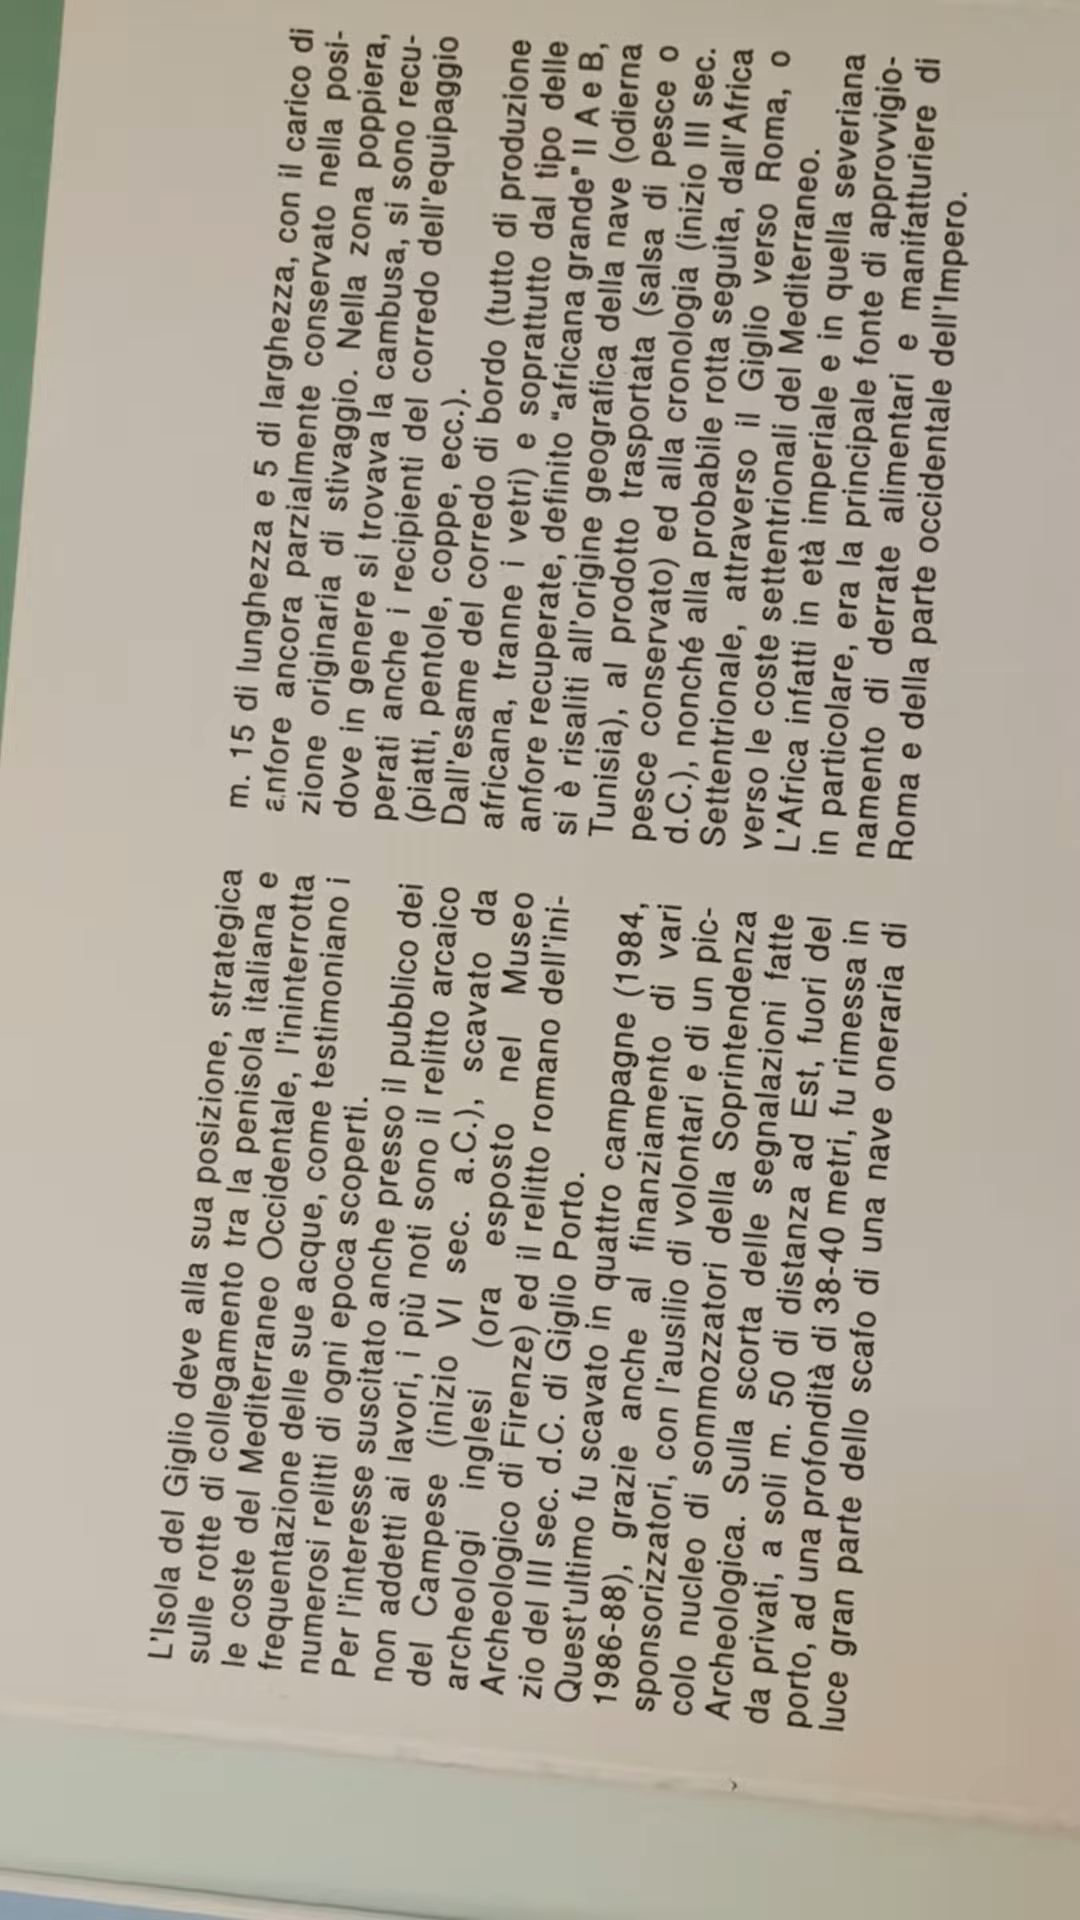 L'Isola del Giglio deve alla sua posizione, strategica
sulle rotte di collegamento tra la penisola italiana e
le coste del Mediterraneo Occidentale, l'ininterrotta
frequentazione delle sue acque, come testimoniano i
numerosi relitti di ogni epoca scoperti.
Per l'interesse suscitato anche presso il pubblico dei
non addetti ai lavori, i più noti sono il relitto arcaico
del Campese (inizio VI sec. a.C.), scavato da
archeologi inglesi (ora esposto nel Museo
Archeologico di Firenze) ed il relitto romano dell'ini-
zio del III sec. d.C. di Giglio Porto.
Quest'ultimo fu scavato in quattro campagne (1984,
1986-88), grazie anche al finanziamento di vari
sponsorizzatori, con l'ausilio di volontari e di un pic-
colo nucleo di sommozzatori della Soprintendenza
Archeologica. Sulla scorta delle segnalazioni fatte
da privati, a soli m. 50 di distanza ad Est, fuori del
porto, ad una profondità di 38-40 metri, fu rimessa in
luce gran parte dello scafo di una nave oneraria di
m. 15 di lunghezza e 5 di larghezza, con il carico di
anfore ancora parzialmente conservato nella posi-
zione originaria di stivaggio. Nella zona poppiera,
dove in genere si trovava la cambusa, si sono recu-
perati anche i recipienti del corredo dell'equipaggio
(piatti, pentole, coppe, ecc.).
Dall'esame del corredo di bordo (tutto di produzione
africana, tranne i vetri) e soprattutto dal tipo delle
anfore recuperate, definito "africana grande" II A e B,
si è risaliti all'origine geografica della nave (odierna
Tunisia), al prodotto trasportata (salsa di pesce o
pesce conservato) ed alla cronologia (inizio III sec.
d.C.), nonché alla probabile rotta seguita, dall'Africa
Settentrionale, attraverso il Giglio verso Roma, o
verso le coste settentrionali del Mediterraneo.
L'Africa infatti in età imperiale e in quella severiana
in particolare, era la principale fonte di approvvigio-
namento di derrate alimentari e manifatturiere di
Roma e della parte occidentale dell'Impero.